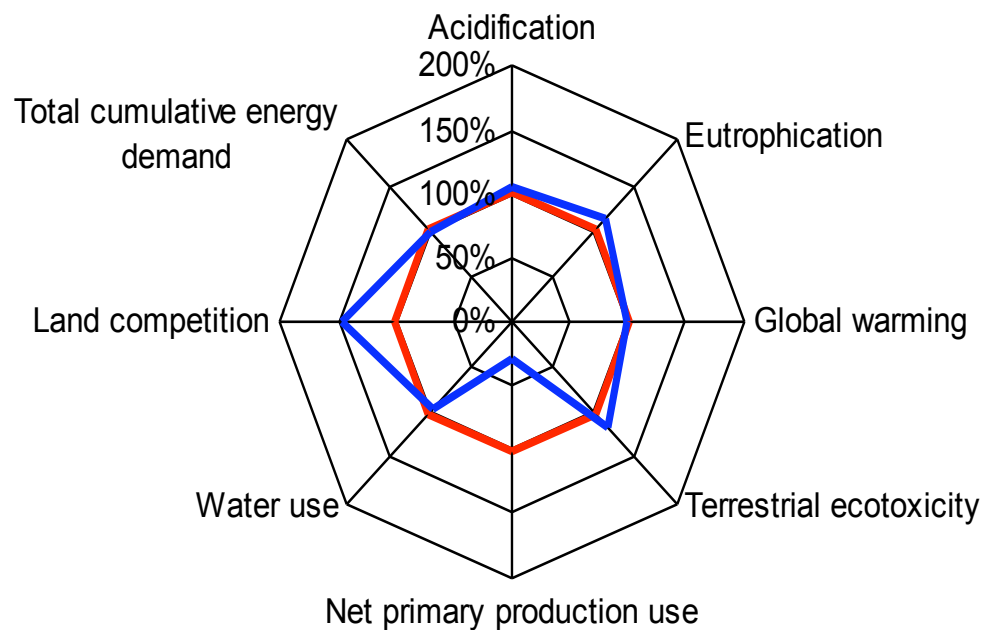 Acidification
200%
Total cumulative energy
demand
150%
Eutrophication
100%
50%
Land competition
0%
Global warming
Water use
Terrestrial ecotoxicity
Net primary production use